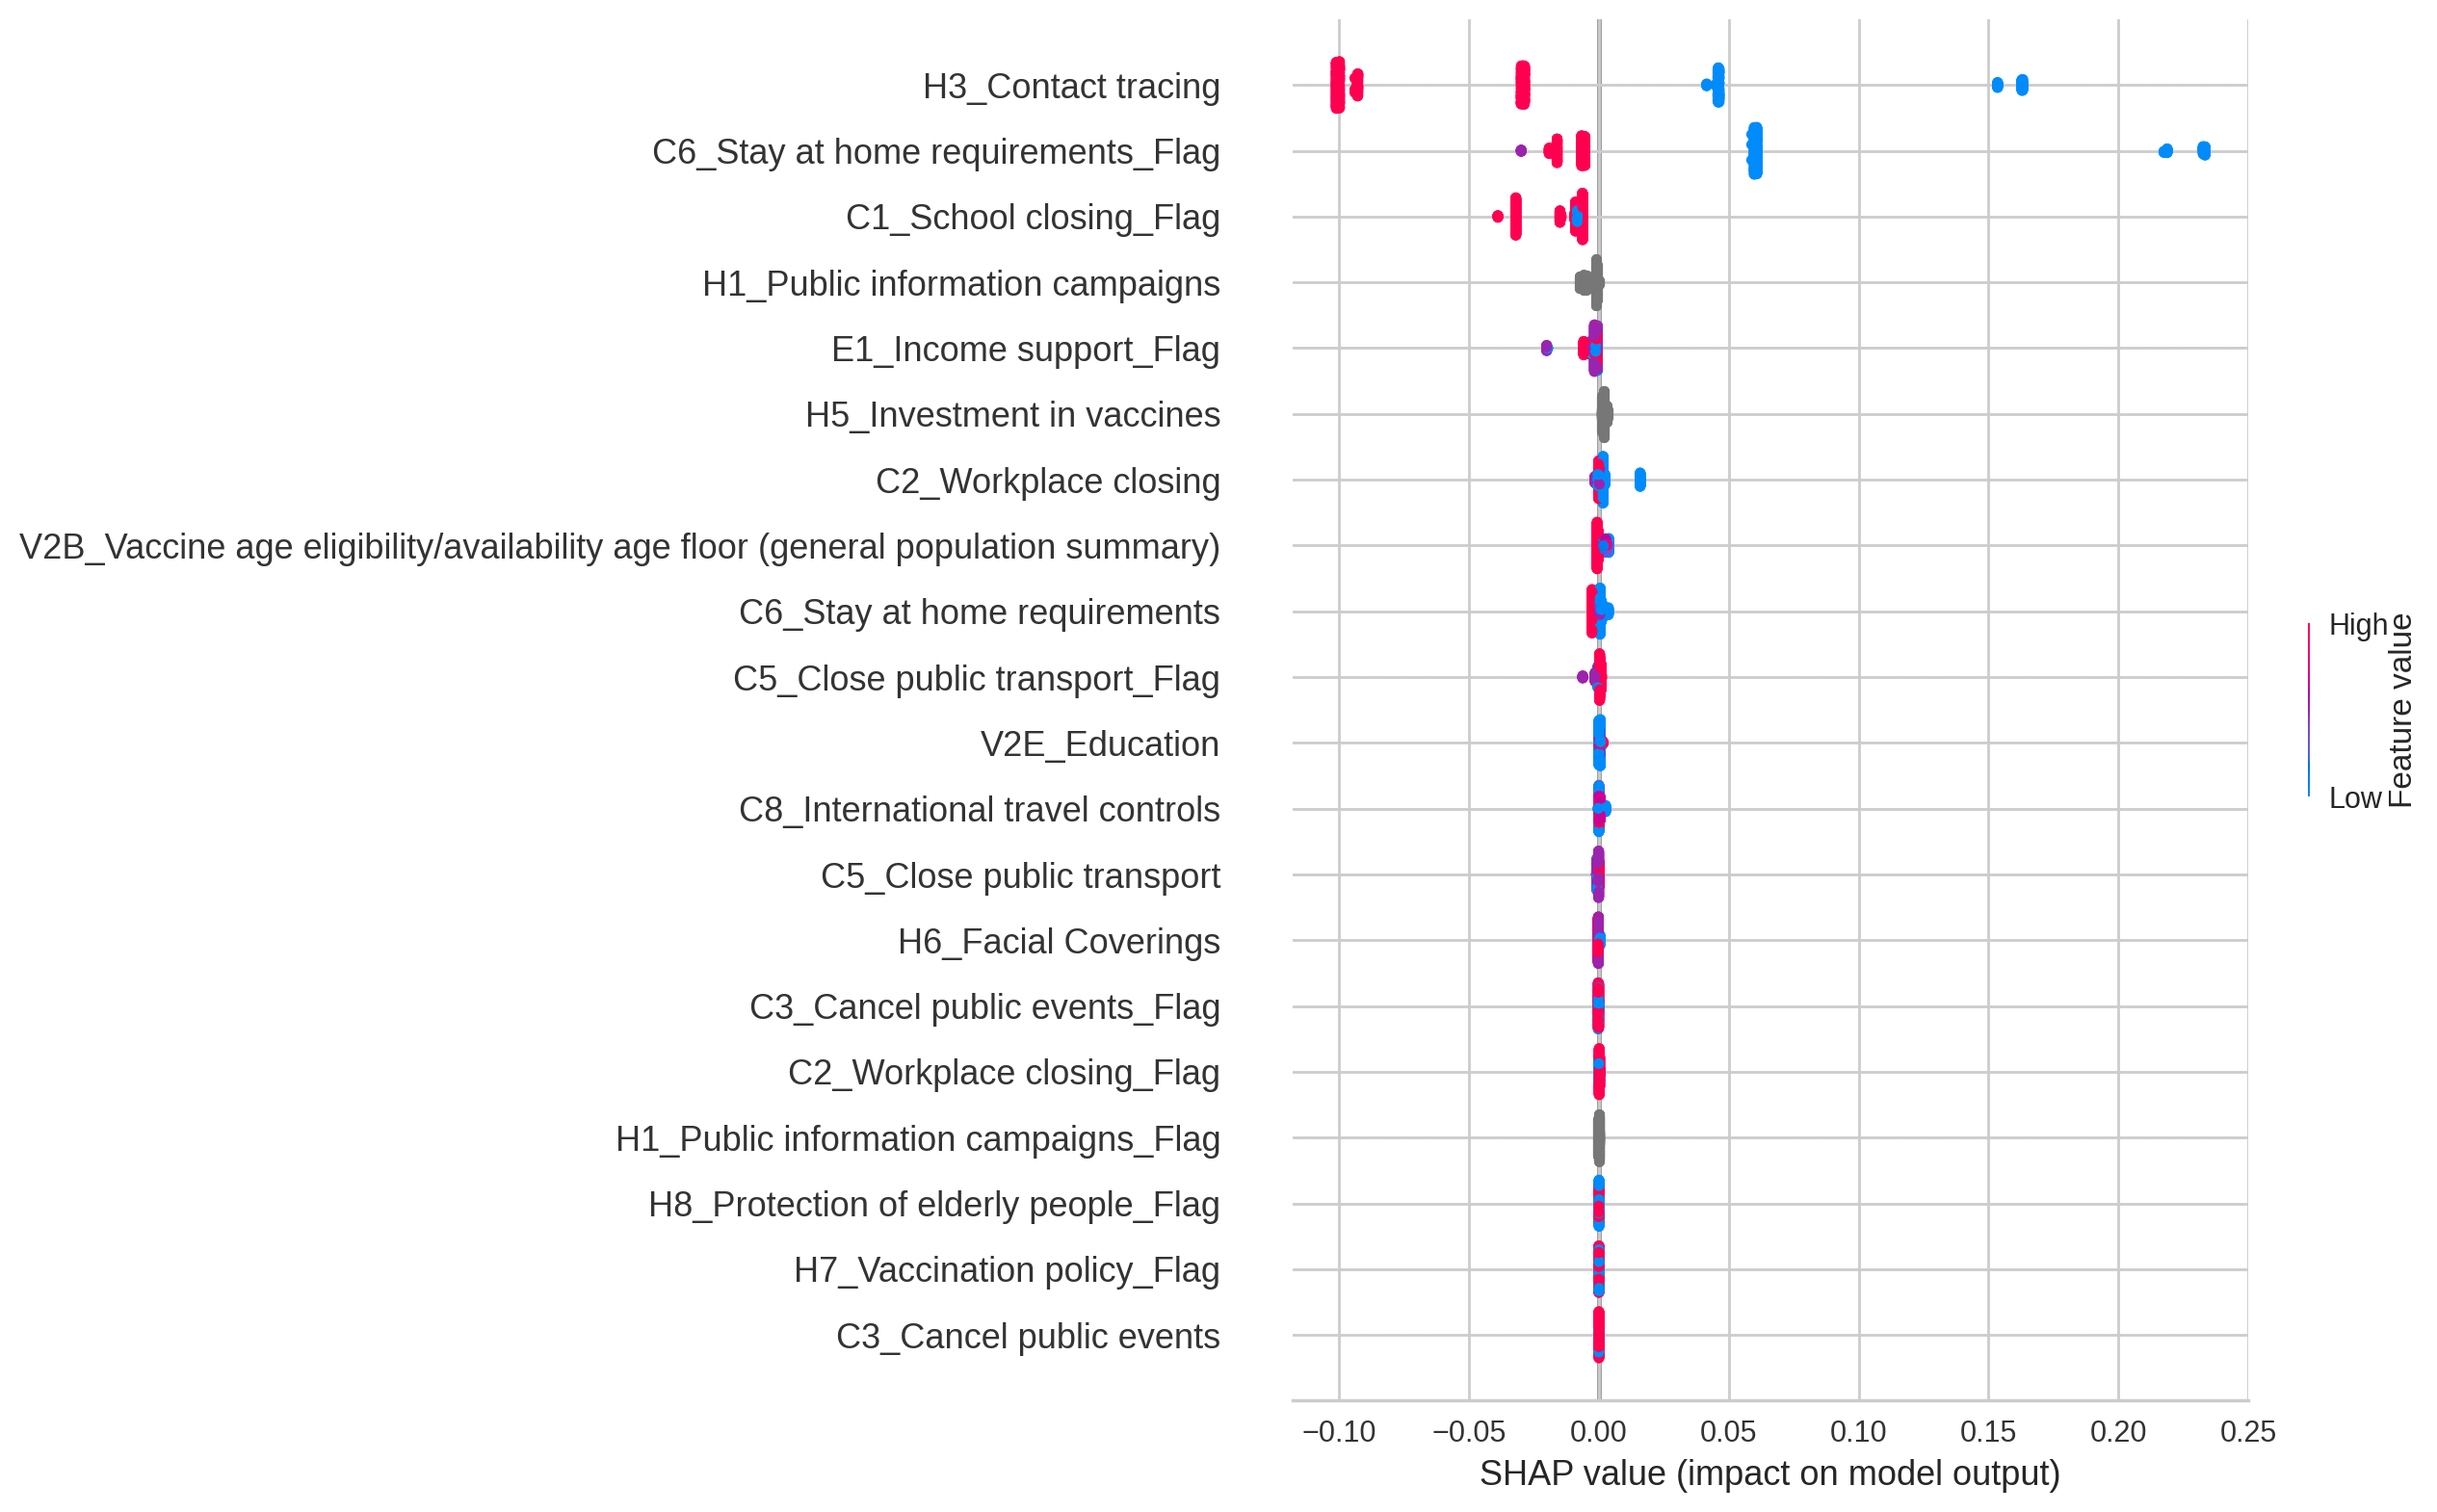 H3_Contact tracing
C6_Stay at home requirements_Flag
C1_School closing_Flag
H1_Public information campaigns
E1_Income support_Flag
H5_Investment in vaccines
C2_Workplace closing
V2B_Vaccine age eligibility/availability age floor (general population summary)
C6_Stay at home requirements
C5_Close public transport_Flag
V2E_Education
C8_International travel controls
C5_Close public transport
H6_Facial Coverings
C3_Cancel public events_Flag
C2_Workplace closing_Flag
H1_Public information campaigns_Flag
H8_Protection of elderly people_Flag
H7_Vaccination policy_Flag
C3_Cancel public events
−0.10 −0.05 0.00 0.05 0.10 0.15 0.20 0.25
SHAP value (impact on model output)
High
Low
Feature value